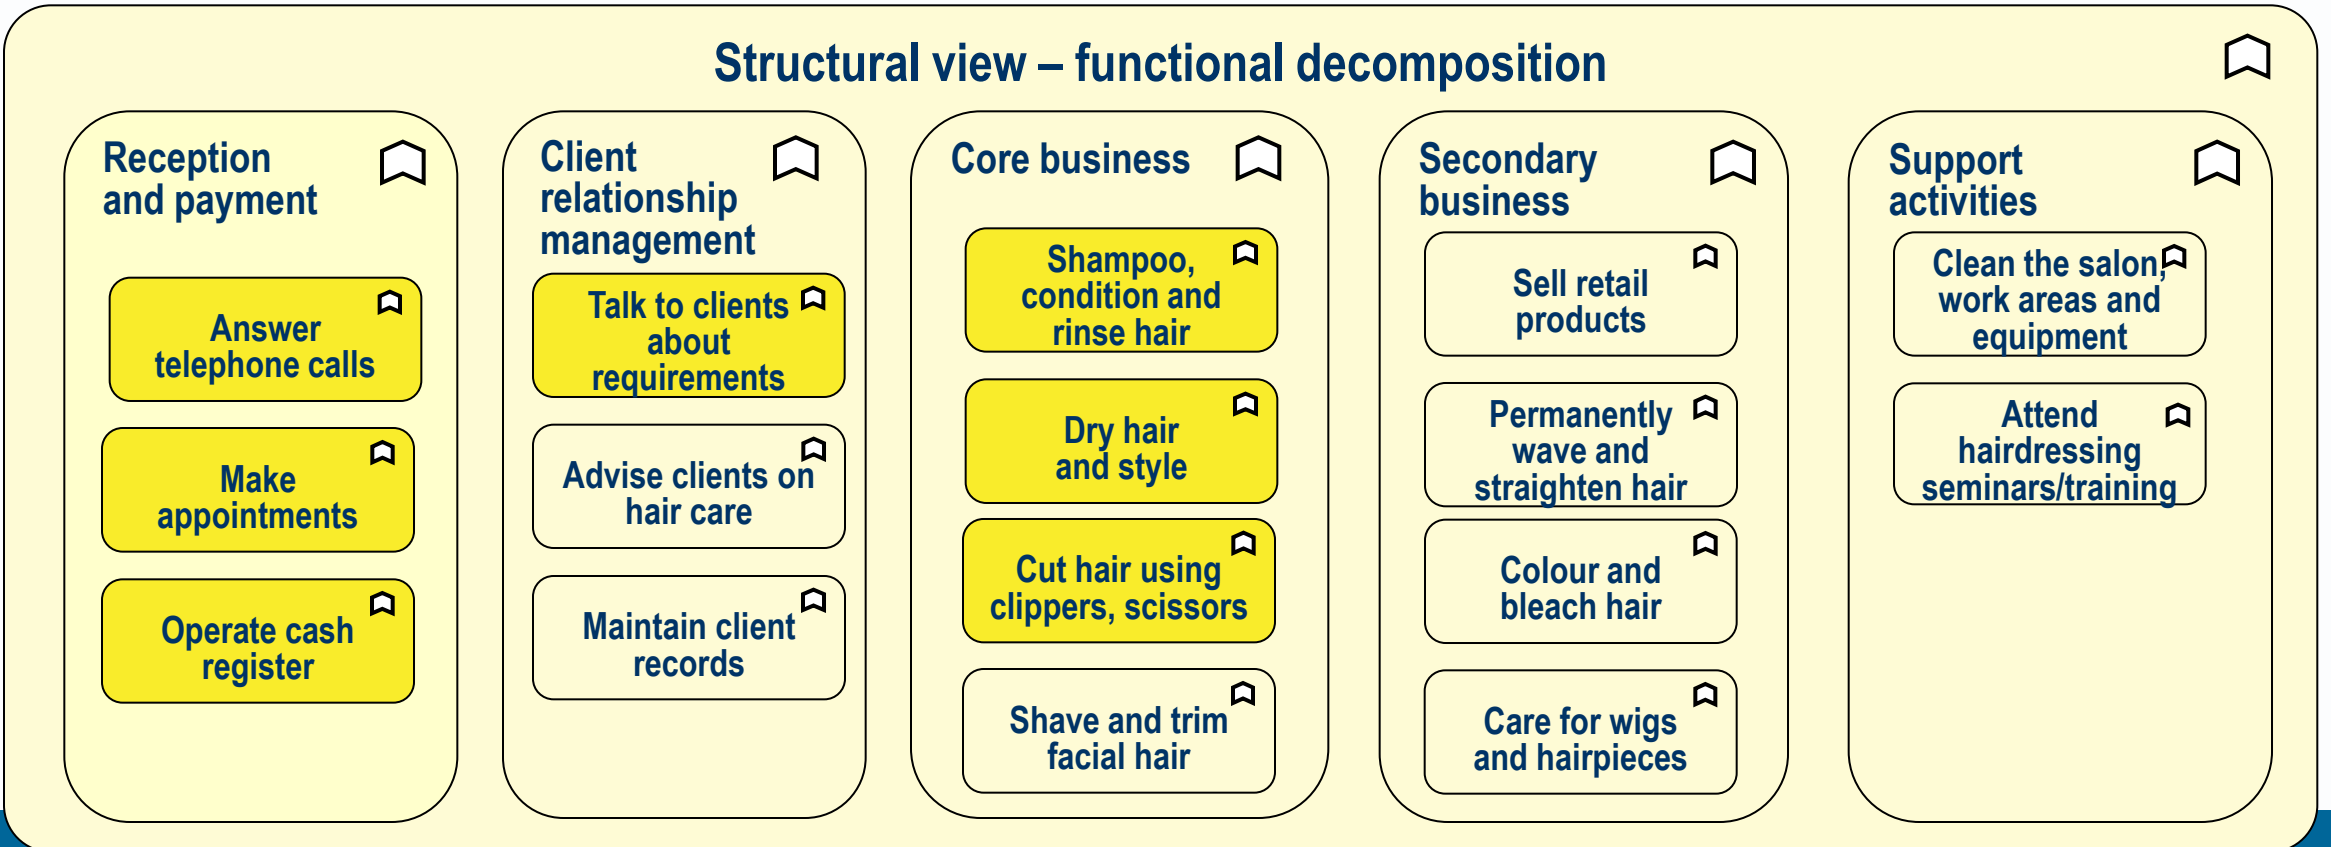 Structural view – functional decomposition
Reception
and payment
Answer
telephone calls
Make
appointments
Operate cash
register
Client
relationship
management
Talk to clients
about
requirements
Advise clients on
hair care
Maintain client
records
Core business
Shampoo,
condition and
rinse hair
Dry hair
and style
Cut hair using
clippers, scissors
Shave and trim
facial hair
Secondary
business
Sell retail
products
Permanently
wave and
straighten hair
Colour and
bleach hair
Care for wigs
and hairpieces
Support
activities
Clean the salon,
work areas and
equipment
Attend
hairdressing
seminars/training